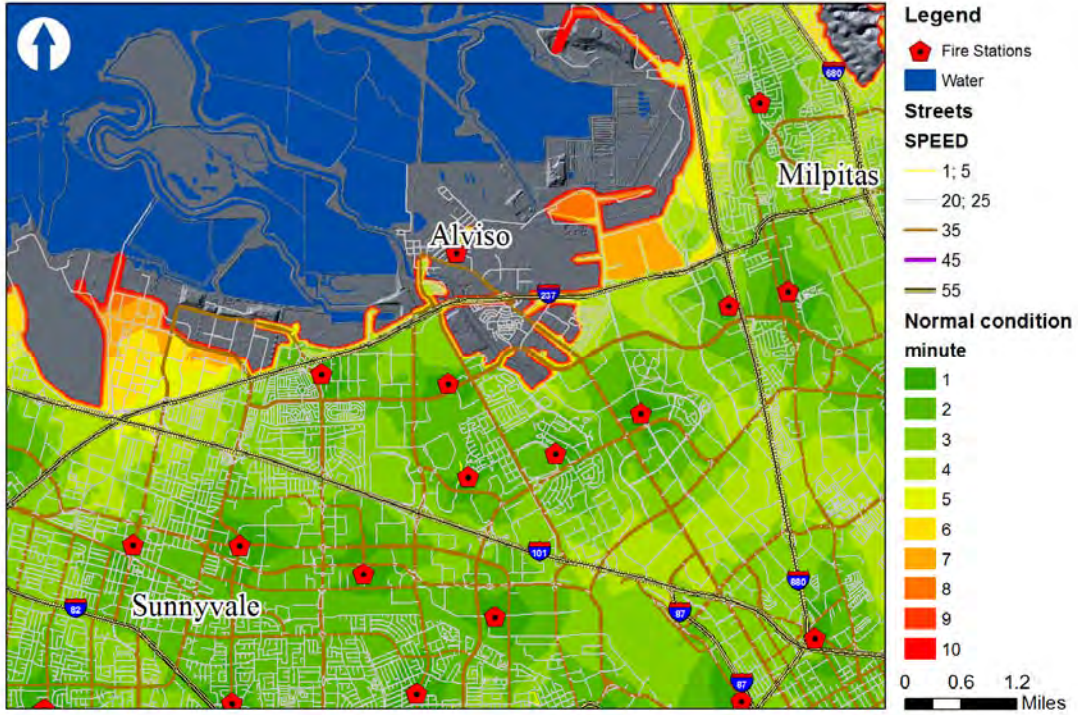 Legend
Fire Stations
Water
Streets
SPEED
1; 5
20; 25
35
45
55
Normal condition
minute
1
2
3
4
5
6
7
8
9
10
0 0.6 1.2
Miles
680
Milpitas
Alviso
237
101
880
Sunnyvale
82
87
87